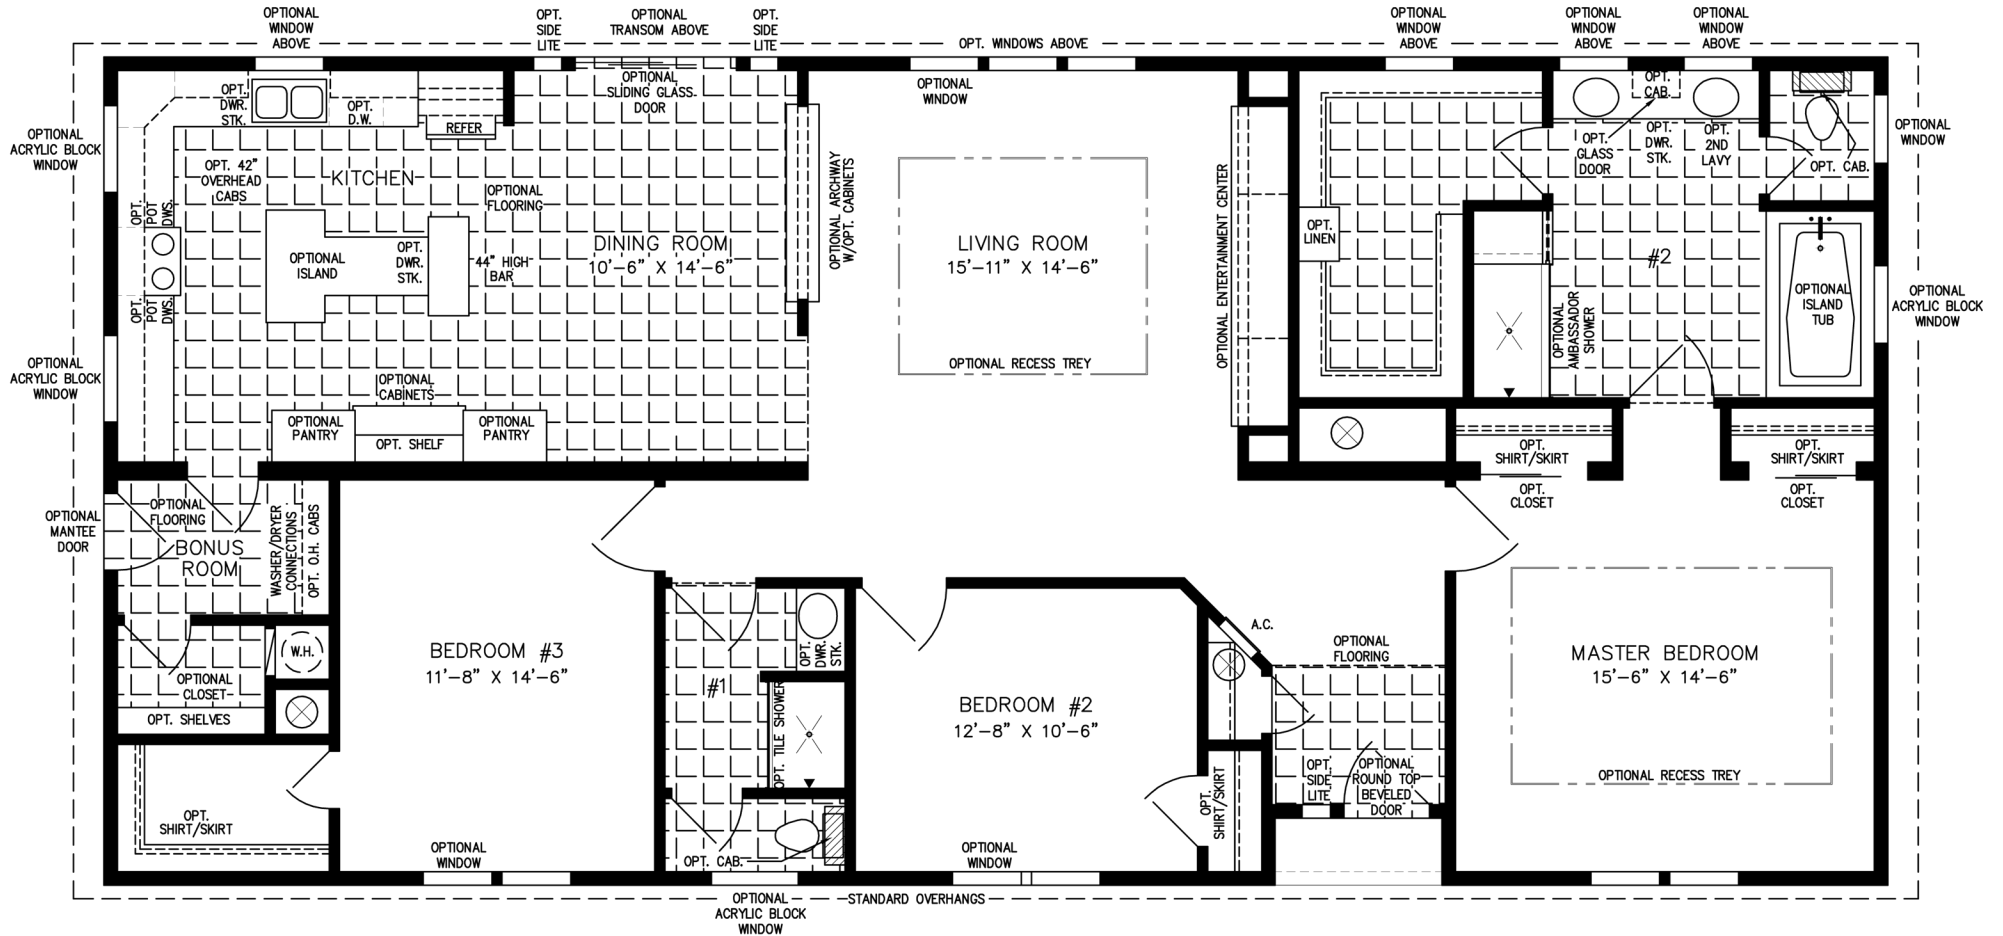 OPTIONAL
WINDOW
ABOVE
OPT.
SIDE
LITE
OPTIONAL
TRANSOM ABOVE
OPT.
SIDE
LITE
OPT. WINDOWS ABOVE
OPTIONAL
WINDOW
ABOVE
OPTIONAL
WINDOW
ABOVE
OPTIONAL
WINDOW
ABOVE
OPTIONAL
ACRYLIC BLOCK
WINDOW
OPT.
DWR.
STK.
OPT.
D.W.
REFER
OPTIONAL
SLIDING GLASS
DOOR
OPTIONAL
WINDOW
OPT.
CAB.
OPT.
GLASS
DOOR
OPT.
DWR.
STK.
OPT.
2ND
LAVY
OPT. CAB.
OPTIONAL
WINDOW
OPT. 42"
OVERHEAD
CABS
KITCHEN
OPTIONAL
FLOORING
OPT.
POT
DWS.
OPT.
POT
DWS.
OPTIONAL
ISLAND
OPT.
DWR.
STK.
44" HIGH
BAR
DINING ROOM
10'-6" X 14'-6"
OPTIONAL ARCHWAY
W/OPT. CABINETS
LIVING ROOM
15'-11" X 14'-6"
OPTIONAL RECESS TREY
OPTIONAL ENTERTAINMENT CENTER
OPT.
LINEN
#2
OPTIONAL
AMBASSADOR
SHOWER
OPTIONAL
ISLAND
TUB
OPTIONAL
ACRYLIC BLOCK
WINDOW
OPTIONAL
ACRYLIC BLOCK
WINDOW
OPTIONAL
CABINETS
OPTIONAL
PANTRY
OPT. SHELF
OPTIONAL
PANTRY
OPT.
SHIRT/SKIRT
OPT.
CLOSET
OPT.
SHIRT/SKIRT
OPT.
CLOSET
OPTIONAL
MANTEE
DOOR
OPTIONAL
FLOORING
BONUS
ROOM
WASHER/DRYER
CONNECTIONS
OPT. O.H. CABS
W.H.
OPTIONAL
CLOSET
OPT. SHELVES
OPT.
SHIRT/SKIRT
BEDROOM #3
11'-8" X 14'-6"
OPTIONAL
WINDOW
#1
OPT.
DWR.
STK.
OPT. TILE SHOWER
OPT. CAB.
OPTIONAL
ACRYLIC BLOCK
WINDOW
BEDROOM #2
12'-8" X 10'-6"
OPTIONAL
WINDOW
STANDARD OVERHANGS
A.C.
OPTIONAL
FLOORING
OPT.
SHIRT/SKIRT
OPT.
SIDE
LITE
OPTIONAL
ROUND TOP
BEVELED
DOOR
MASTER BEDROOM
15'-6" X 14'-6"
OPTIONAL RECESS TREY